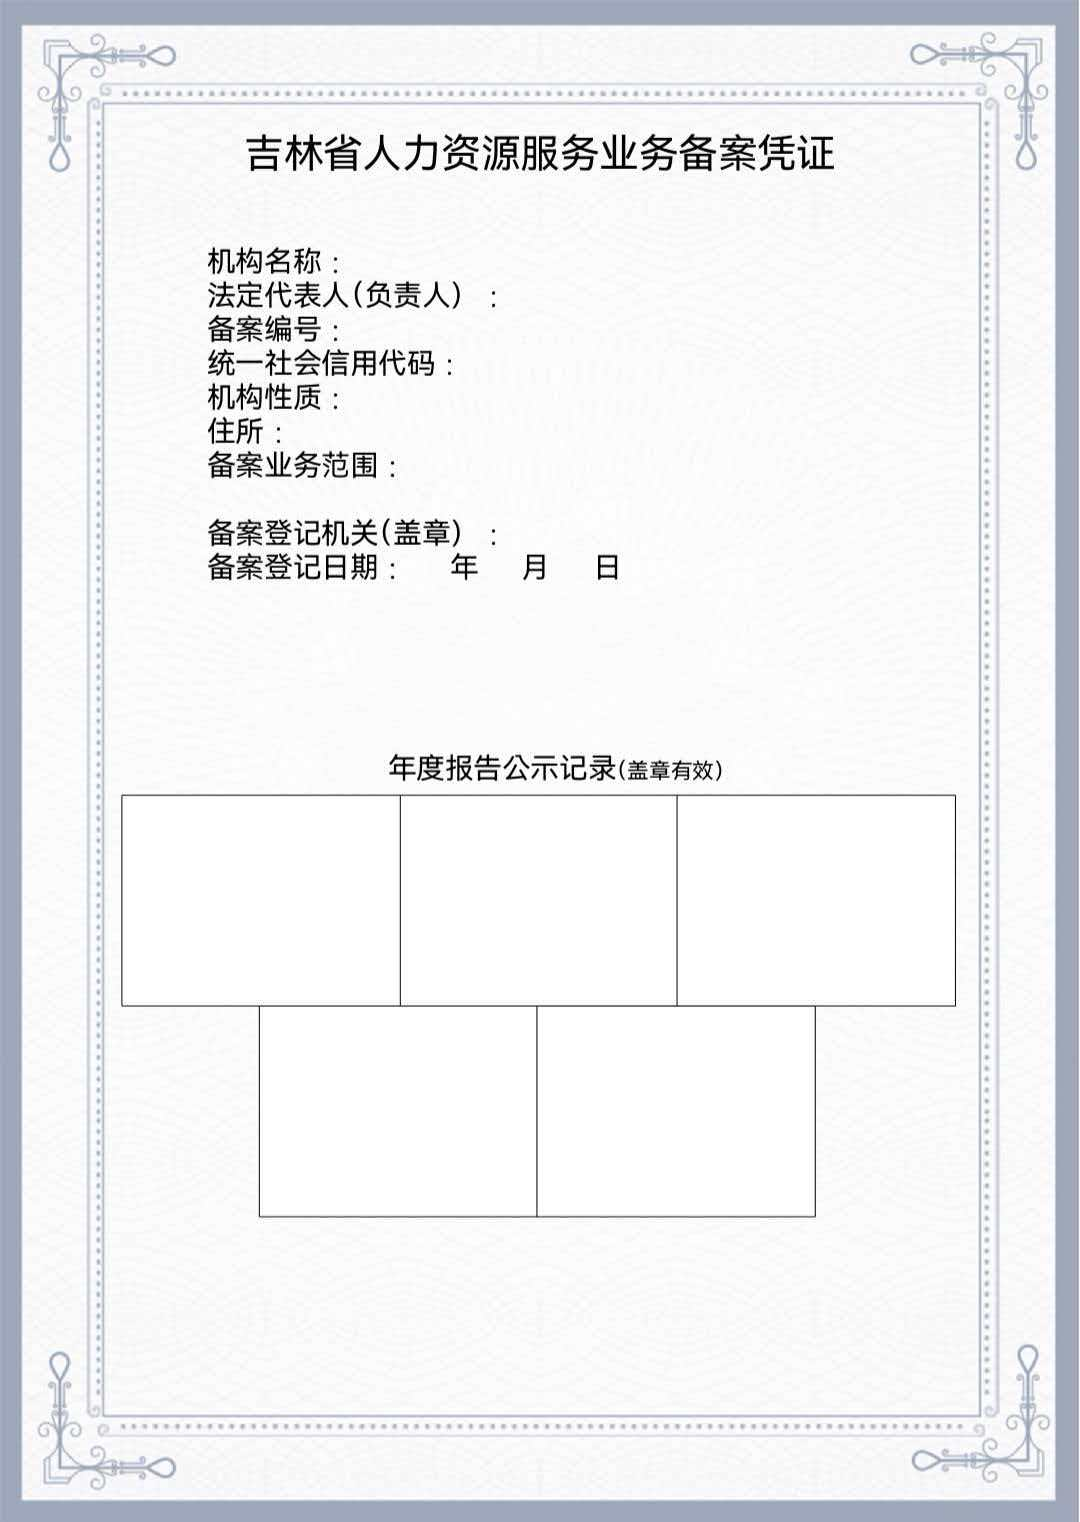 吉林省人力资源服务业务备案凭证
机构名称：
法定代表人(负责人)　：
备案编号：
统一社会信用代码：
机构性质：
住所：
备案业务范围：
备案登记机关(盖章)　：
备案登记日期：　年　月　日
年度报告公示记录(盖章有效)